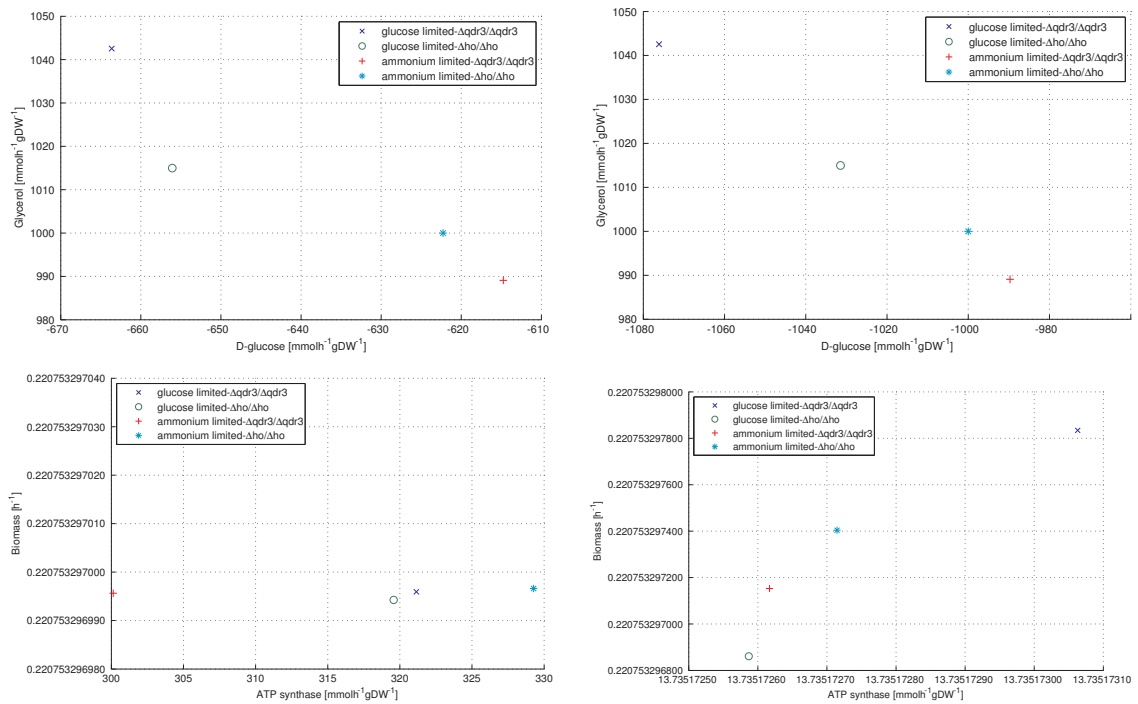 1050
1040
1030
1020
1010
1000
990
980
-670
-660
-650
-640
-630
-620
-610
Glycerol [mmolh⁻¹gDW⁻¹]
D-glucose [mmolh⁻¹gDW⁻¹]
glucose limited-Δqdr3/Δqdr3
glucose limited-Δho/Δho
ammonium limited-Δqdr3/Δqdr3
ammonium limited-Δho/Δho
1050
1040
1030
1020
1010
1000
990
980
-1080
-1060
-1040
-1020
-1000
-980
Glycerol [mmolh⁻¹gDW⁻¹]
D-glucose [mmolh⁻¹gDW⁻¹]
glucose limited-Δqdr3/Δqdr3
glucose limited-Δho/Δho
ammonium limited-Δqdr3/Δqdr3
ammonium limited-Δho/Δho
0.220753297040
0.220753297030
0.220753297020
0.220753297010
0.220753297000
0.220753296990
0.220753296980
300
305
310
315
320
325
330
Biomass [h⁻¹]
ATP synthase [mmolh⁻¹gDW⁻¹]
glucose limited-Δqdr3/Δqdr3
glucose limited-Δho/Δho
ammonium limited-Δqdr3/Δqdr3
ammonium limited-Δho/Δho
0.220753298000
0.220753297800
0.220753297600
0.220753297400
0.220753297200
0.220753297000
0.220753296800
13.73517250
13.73517260
13.73517270
13.73517280
13.73517290
13.73517300
13.73517310
Biomass [h⁻¹]
ATP synthase [mmolh⁻¹gDW⁻¹]
glucose limited-Δqdr3/Δqdr3
glucose limited-Δho/Δho
ammonium limited-Δqdr3/Δqdr3
ammonium limited-Δho/Δho